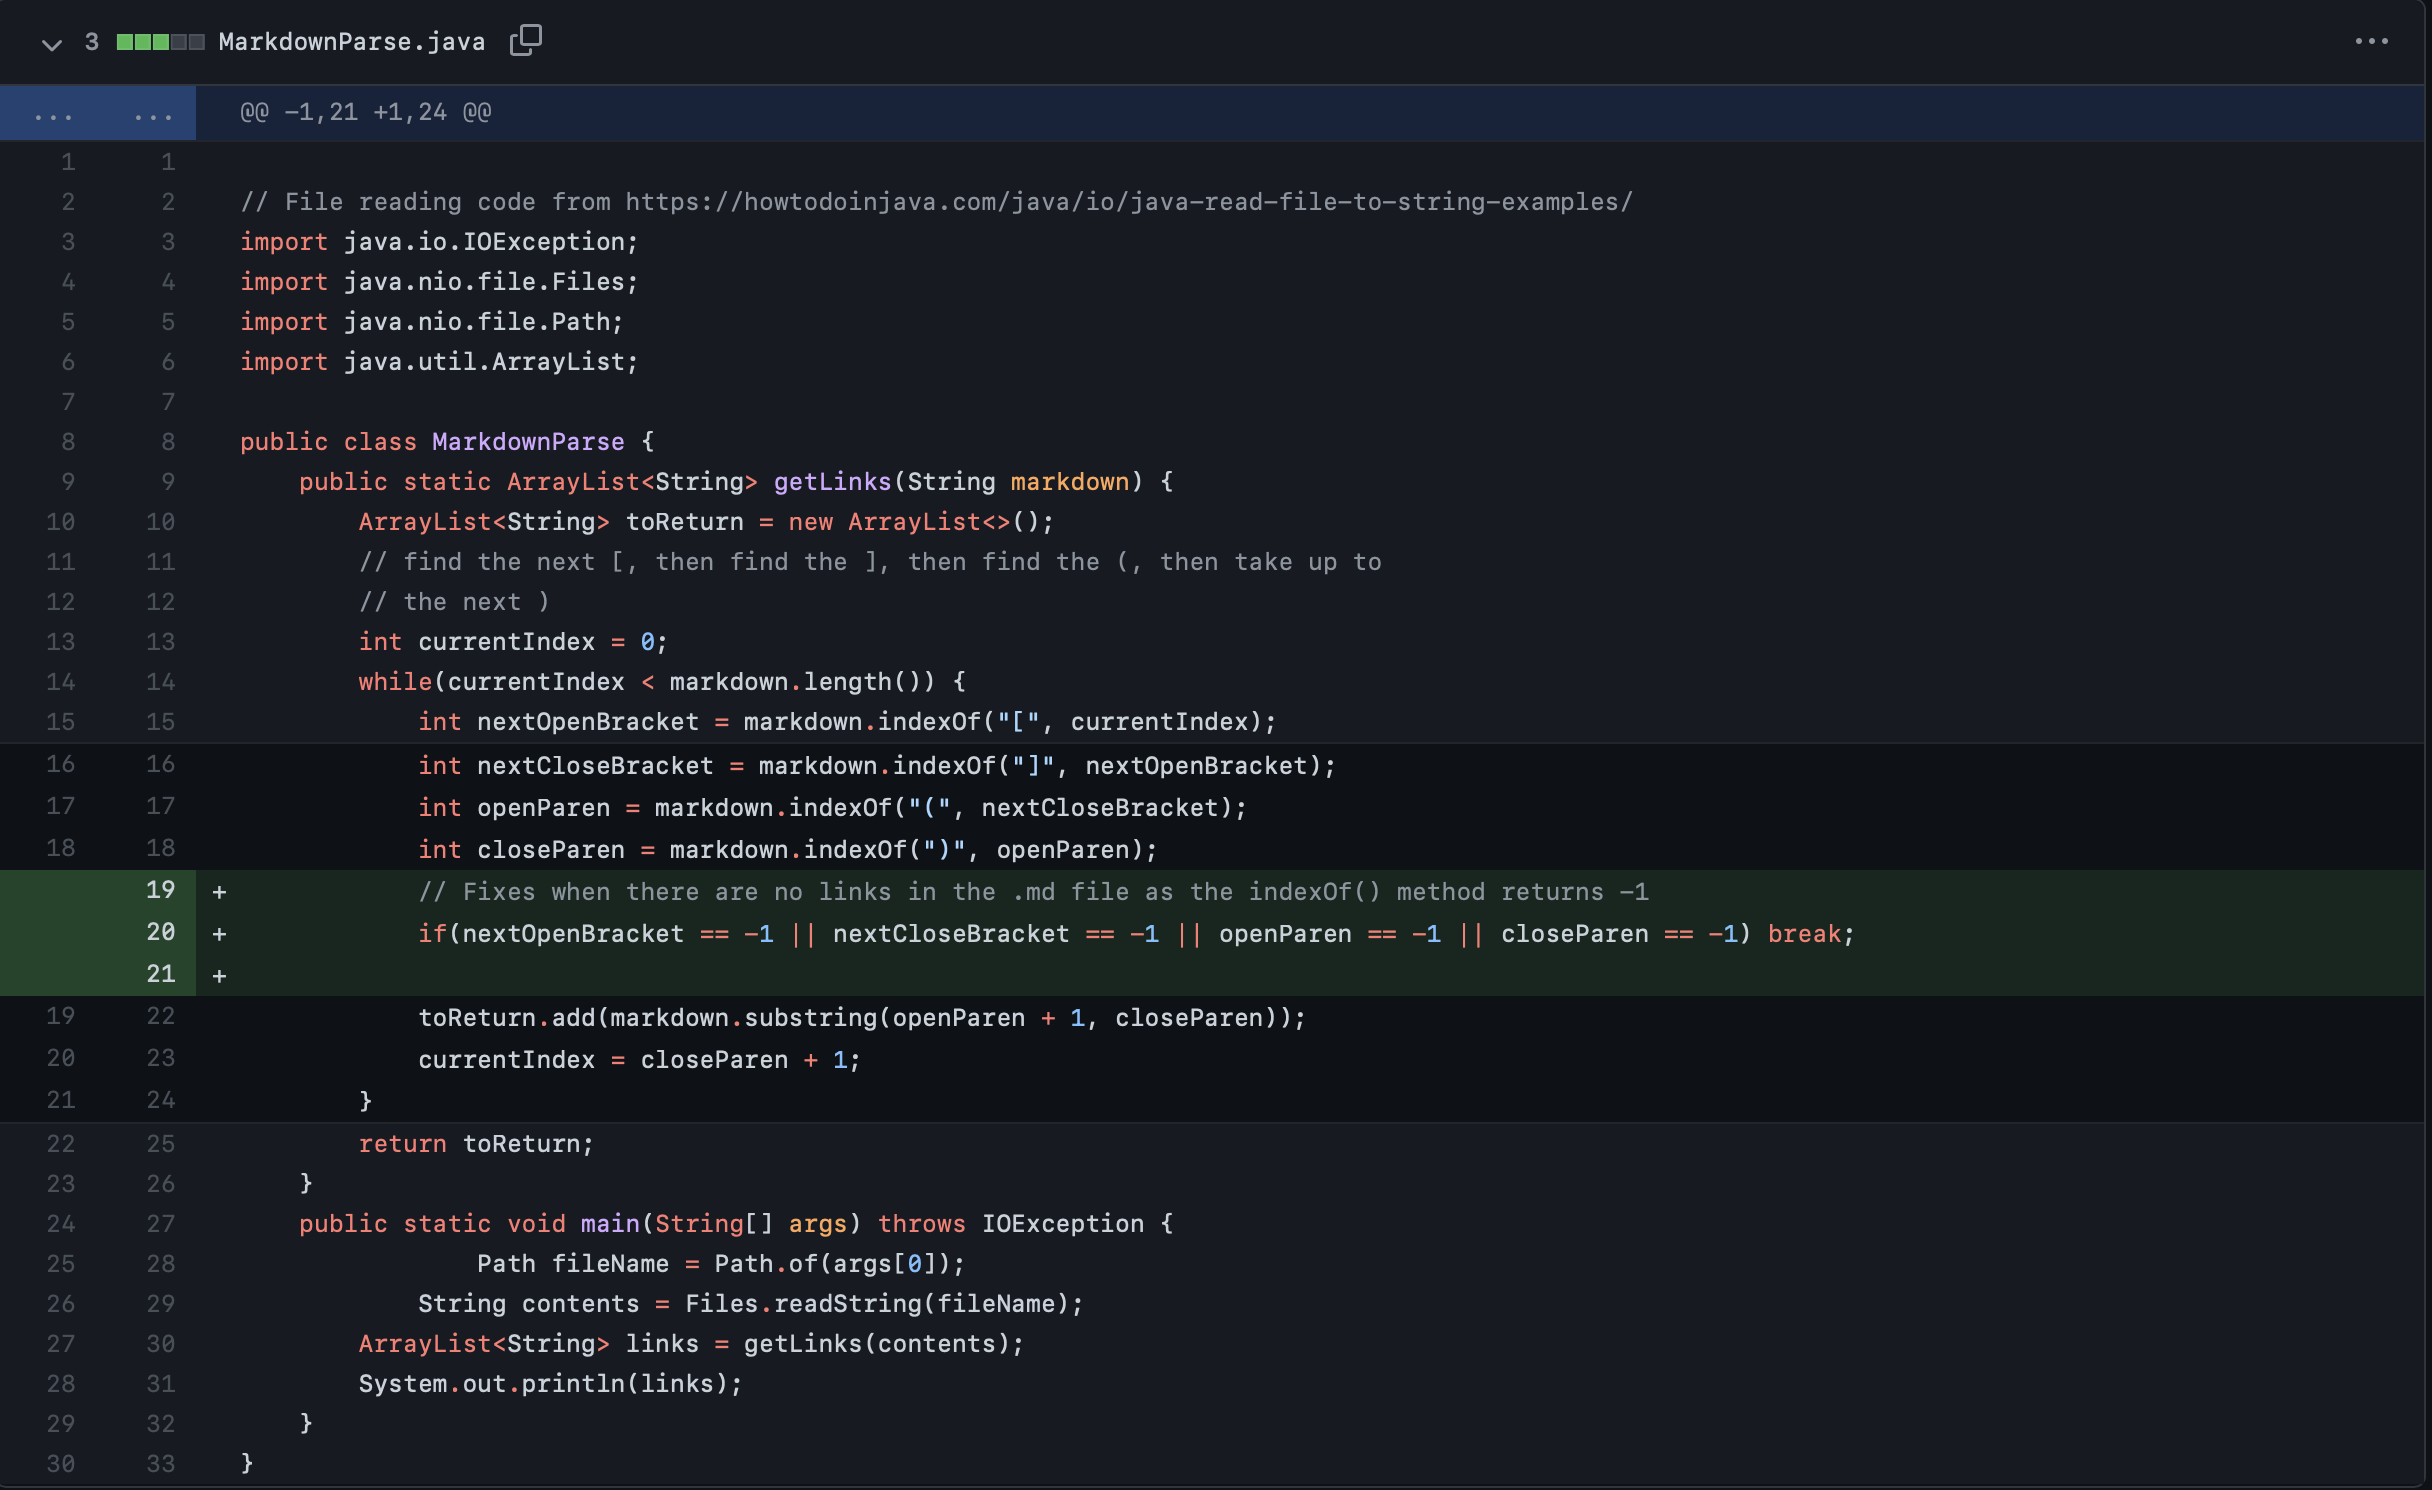 3 MarkdownParse.java ...
... ... @@ -1,21 +1,24 @@
1 1
2 2 // File reading code from https://howtodoinjava.com/java/io/java-read-file-to-string-examples/
3 3 import java.io.IOException;
4 4 import java.nio.file.Files;
5 5 import java.nio.file.Path;
6 6 import java.util.ArrayList;
7 7
8 8 public class MarkdownParse {
9 9     public static ArrayList<String> getLinks(String markdown) {
10 10         ArrayList<String> toReturn = new ArrayList<>();
11 11         // find the next [, then find the ], then find the (, then take up to
12 12         // the next )
13 13         int currentIndex = 0;
14 14         while(currentIndex < markdown.length()) {
15 15             int nextOpenBracket = markdown.indexOf("[", currentIndex);
16 16             int nextCloseBracket = markdown.indexOf("]", nextOpenBracket);
17 17             int openParen = markdown.indexOf("(", nextCloseBracket);
18 18             int closeParen = markdown.indexOf(")", openParen);
19 +             // Fixes when there are no links in the .md file as the indexOf() method returns -1
20 +             if(nextOpenBracket == -1 || nextCloseBracket == -1 || openParen == -1 || closeParen == -1) break;
21 +
19 22             toReturn.add(markdown.substring(openParen + 1, closeParen));
20 23             currentIndex = closeParen + 1;
21 24         }
22 25         return toReturn;
23 26     }
24 27     public static void main(String[] args) throws IOException {
25 28                 Path fileName = Path.of(args[0]);
26 29             String contents = Files.readString(fileName);
27 30         ArrayList<String> links = getLinks(contents);
28 31         System.out.println(links);
29 32     }
30 33 }